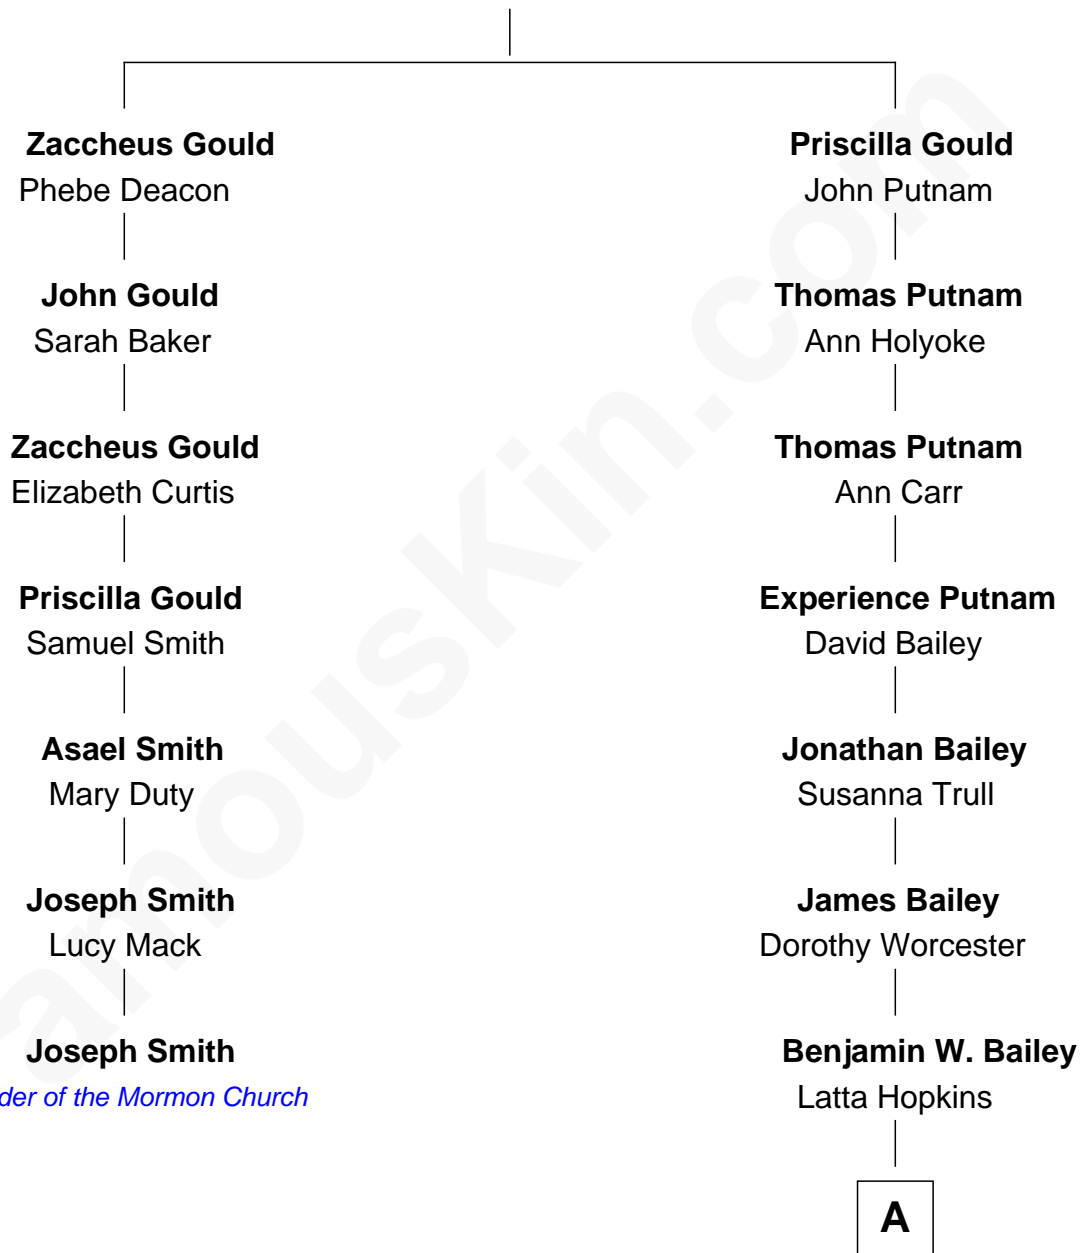 Zaccheus Gould
Phebe Deacon
Priscilla Gould
John Putnam
John Gould
Sarah Baker
Thomas Putnam
Ann Holyoke
Zaccheus Gould
Elizabeth Curtis
Thomas Putnam
Ann Carr
Priscilla Gould
Samuel Smith
Experience Putnam
David Bailey
Asael Smith
Mary Duty
Jonathan Bailey
Susanna Trull
Joseph Smith
Lucy Mack
James Bailey
Dorothy Worcester
Joseph Smith
der of the Mormon Church
Benjamin W. Bailey
Latta Hopkins
A
amouskin.com